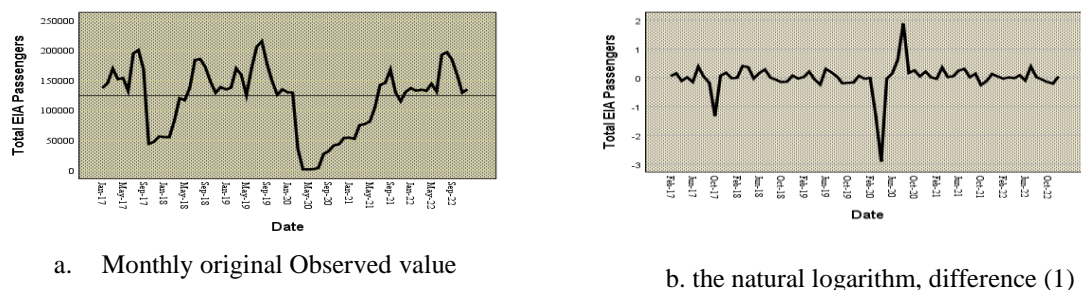 250000
200000
150000
100000
50000
0
Total EIA Passengers
Jan-17
May-17
Sep-17
Jan-18
May-18
Sep-18
Jan-19
May-19
Sep-19
Jan-20
May-20
Sep-20
Jan-21
May-21
Sep-21
Jan-22
May-22
Sep-22
Date
a. Monthly original Observed value
2
1
0
-1
-2
-3
Total EIA Passengers
Feb-17
Jun-17
Oct-17
Feb-18
Jun-18
Oct-18
Feb-19
Jun-19
Oct-19
Feb-20
Jun-20
Oct-20
Feb-21
Jun-21
Oct-21
Feb-22
Jun-22
Oct-22
Date
b. the natural logarithm, difference (1)